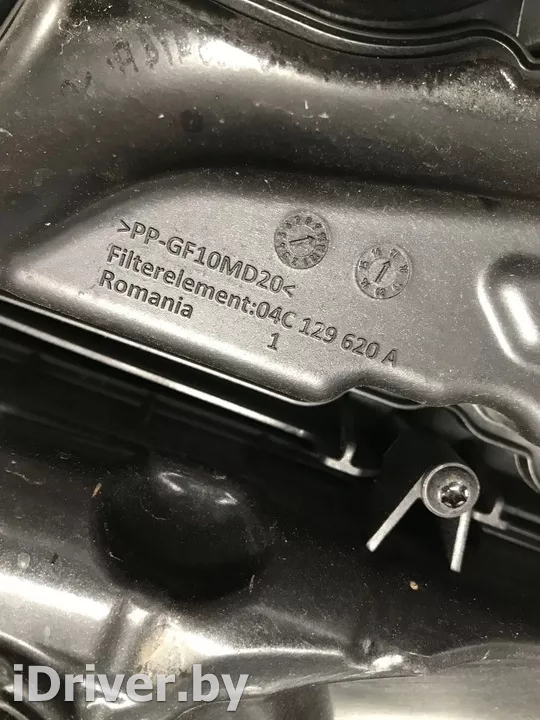 >PP-GF10MD20<
Filterelement:04C 129 620 A
Romania
1
iDriver.by